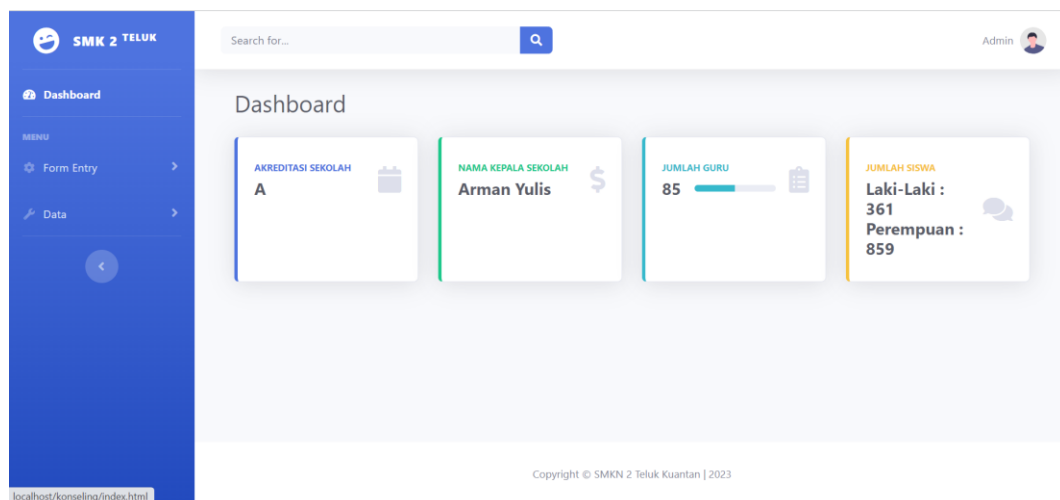 SMK 2 TELUK
Search for...
Admin
Dashboard
Dashboard
MENU
Form Entry
Data
AKREDITASI SEKOLAH
A
NAMA KEPALA SEKOLAH
Arman Yulis
JUMLAH GURU
85
JUMLAH SISWA
Laki-Laki :
361
Perempuan :
859
Copyright © SMKN 2 Teluk Kuantan | 2023
localhost/konseling/index.html